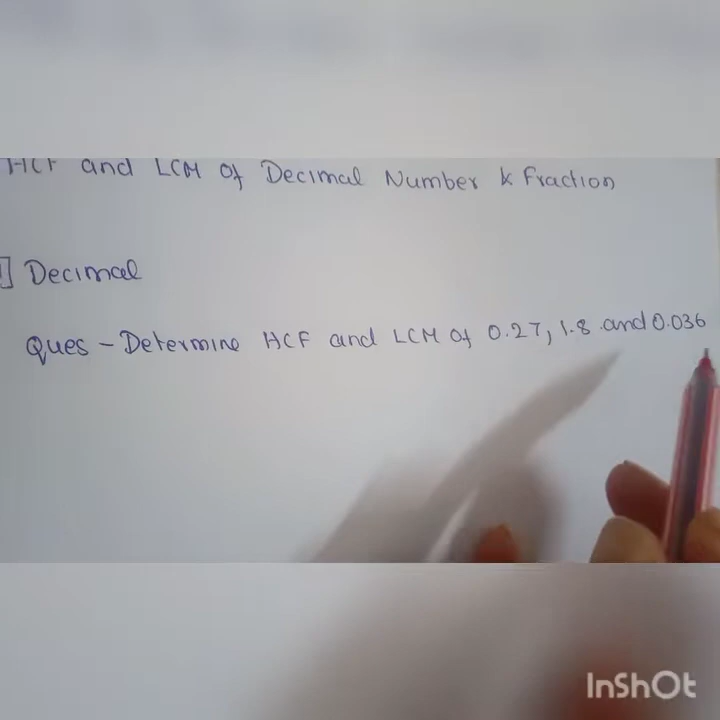 HCF and LCM of Decimal Number & fraction
1] Decimal
Ques - Determine HCF and LCM of 0.27, 1.8 and 0.036
InShOt